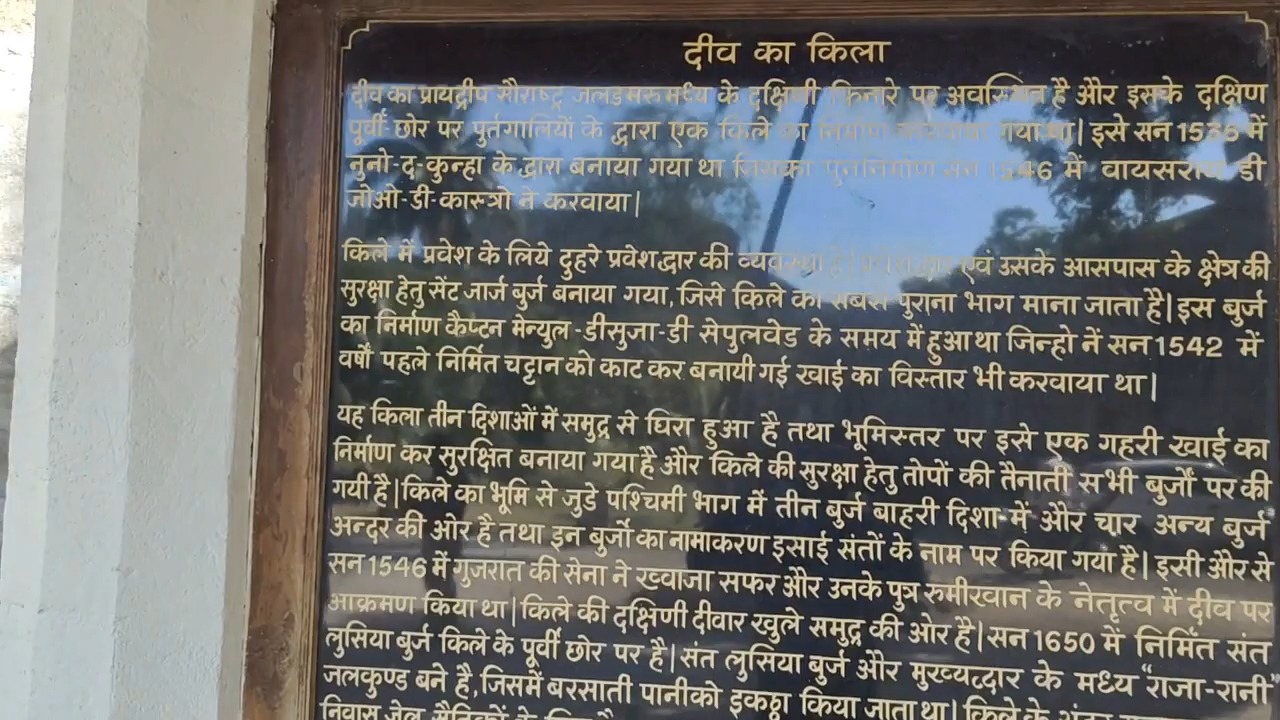 दीव का किला
दीव का प्रायद्वीप सौराष्ट्र जलडमरूमध्य के दक्षिणी किनारे पर अवस्थित है और इसके दक्षिण
पूर्वी-छोर पर पुर्तगालियों के द्वारा एक किले का निर्माण करवाया गया था| इसे सन 1536 में
नुनो-द-कुन्हा के द्वारा बनाया गया था जिसका पुनर्निर्माण सन 1546 में वायसराय डी
जोओ-डी-कास्त्रो ने करवाया|
किले में प्रवेश के लिये दुहरे प्रवेशद्वार की व्यवस्था है| प्रवेश द्वार एवं उसके आसपास के क्षेत्र की
सुरक्षा हेतु सेंट जार्ज बुर्ज बनाया गया, जिसे किले का सबसे पुराना भाग माना जाता है| इस बुर्ज
का निर्माण कैप्टन मेन्युल-डीसुजा-डी सेपुलवेड के समय में हुआ था जिन्हो नें सन 1542 में
वर्षों पहले निर्मित चट्टान को काट कर बनायी गई खाई का विस्तार भी करवाया था|
यह किला तीन दिशाओं में समुद्र से घिरा हुआ है तथा भूमिस्तर पर इसे एक गहरी खाई का
निर्माण कर सुरक्षित बनाया गया है और किले की सुरक्षा हेतु तोपों की तैनाती सभी बुर्जों पर की
गयी है| किले का भूमि से जुडे पश्चिमी भाग में तीन बुर्ज बाहरी दिशा-में और चार अन्य बुर्ज
अन्दर की ओर है तथा इन बुर्जो का नामाकरण इसाई संतों के नाम पर किया गया है| इसी और से
सन 1546 में गुजरात की सेना ने ख्वाजा सफर और उनके पुत्र रुमीखान के नेतृत्व में दीव पर
आक्रमण किया था| किले की दक्षिणी दीवार खुले समुद्र की ओर है| सन 1650 में निर्मित संत
लुसिया बुर्ज किले के पूर्वी छोर पर है| संत लुसिया बुर्ज और मुख्यद्वार के मध्य "राजा-रानी"
जलकुण्ड बने है, जिसमें बरसाती पानी को इकठ्ठा किया जाता था| किले के
निवास जेल सैनिकों के